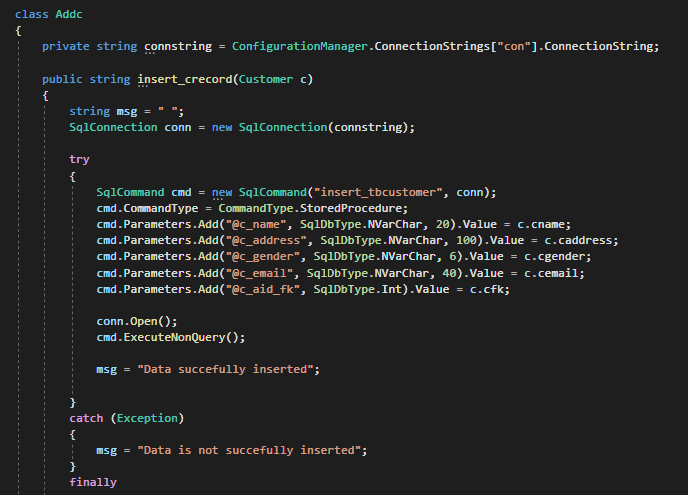 class Addc
{
private string connstring = ConfigurationManager.ConnectionStrings["con"].ConnectionString;
public string insert_crecord(Customer c)
{
string msg = " ";
SqlConnection conn = new SqlConnection(connstring);
try
{
SqlCommand cmd = new SqlCommand("insert_tbcustomer", conn);
cmd.CommandType = CommandType.StoredProcedure;
cmd.Parameters.Add("@c_name", SqlDbType.NVarChar, 20).Value = c.cname;
cmd.Parameters.Add("@c_address", SqlDbType.NVarChar, 100).Value = c.caddress;
cmd.Parameters.Add("@c_gender", SqlDbType.NVarChar, 6).Value = c.cgender;
cmd.Parameters.Add("@c_email", SqlDbType.NVarChar, 40).Value = c.cemail;
cmd.Parameters.Add("@c_aid_fk", SqlDbType.Int).Value = c.cfk;
conn.Open();
cmd.ExecuteNonQuery();
msg = "Data succefully inserted";
}
catch (Exception)
{
msg = "Data is not succefully inserted";
}
finally